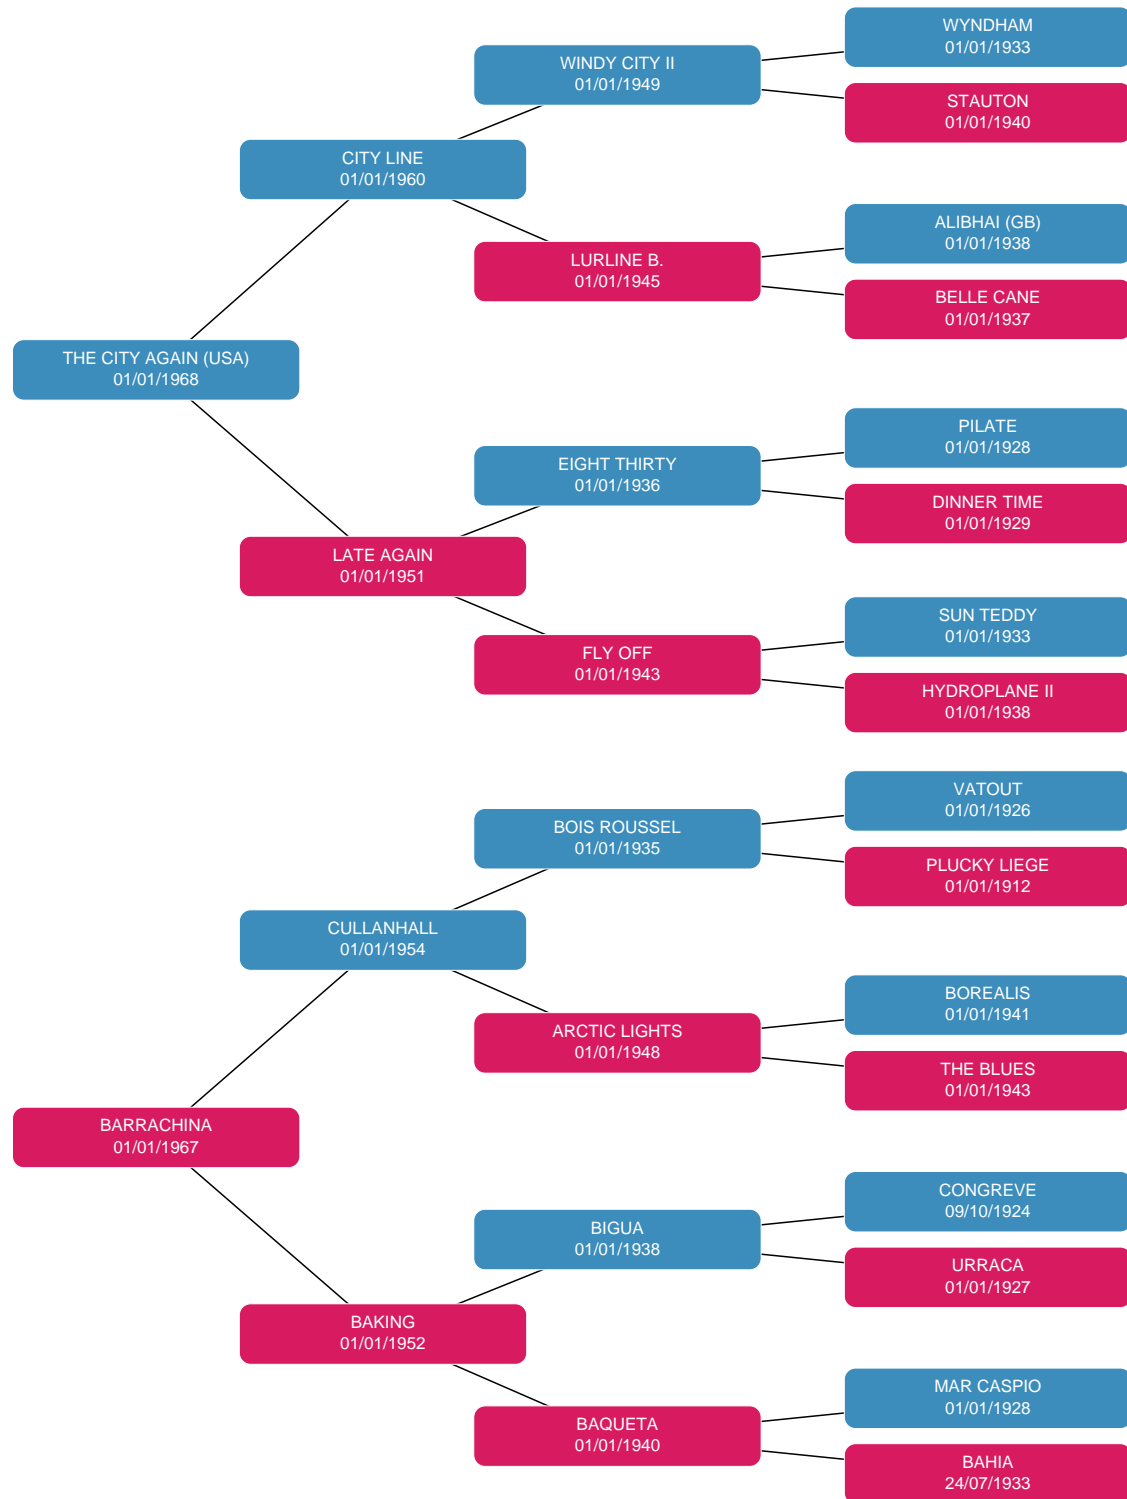 WYNDHAM
01/01/1933
WINDY CITY II
01/01/1949
STAUTON
01/01/1940
CITY LINE
01/01/1960
ALIBHAI (GB)
01/01/1938
LURLINE B.
01/01/1945
BELLE CANE
01/01/1937
THE CITY AGAIN (USA)
01/01/1968
PILATE
01/01/1928
EIGHT THIRTY
01/01/1936
DINNER TIME
01/01/1929
LATE AGAIN
01/01/1951
SUN TEDDY
01/01/1933
FLY OFF
01/01/1943
HYDROPLANE II
01/01/1938
VATOUT
01/01/1926
BOIS ROUSSEL
01/01/1935
PLUCKY LIEGE
01/01/1912
CULLANHALL
01/01/1954
BOREALIS
01/01/1941
ARCTIC LIGHTS
01/01/1948
THE BLUES
01/01/1943
BARRACHINA
01/01/1967
CONGREVE
09/10/1924
BIGUA
01/01/1938
URRACA
01/01/1927
BAKING
01/01/1952
MAR CASPIO
01/01/1928
BAQUETA
01/01/1940
BAHIA
24/07/1933